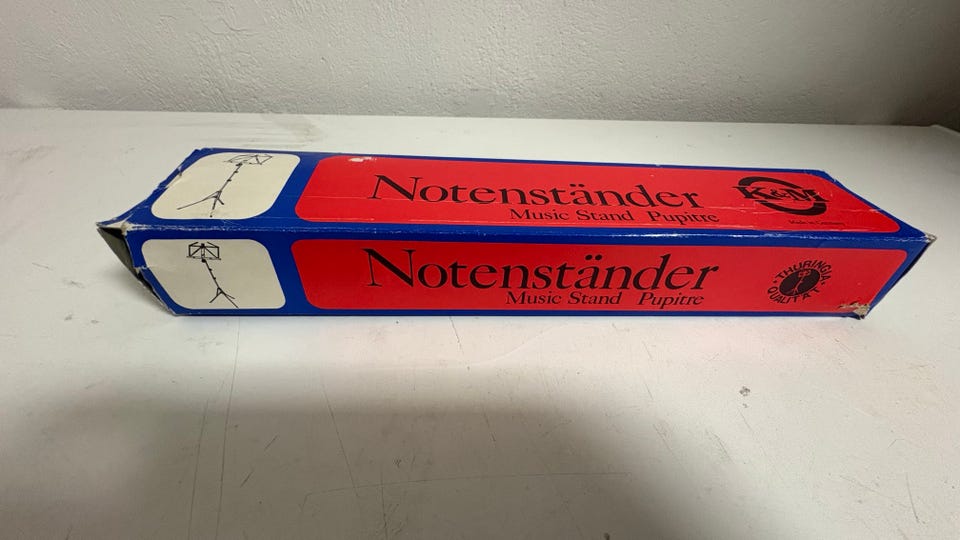 Notenständer
Music Stand Pupitre
K&M
Notenständer
Music Stand Pupitre
THURINGIA
QUALITÄT